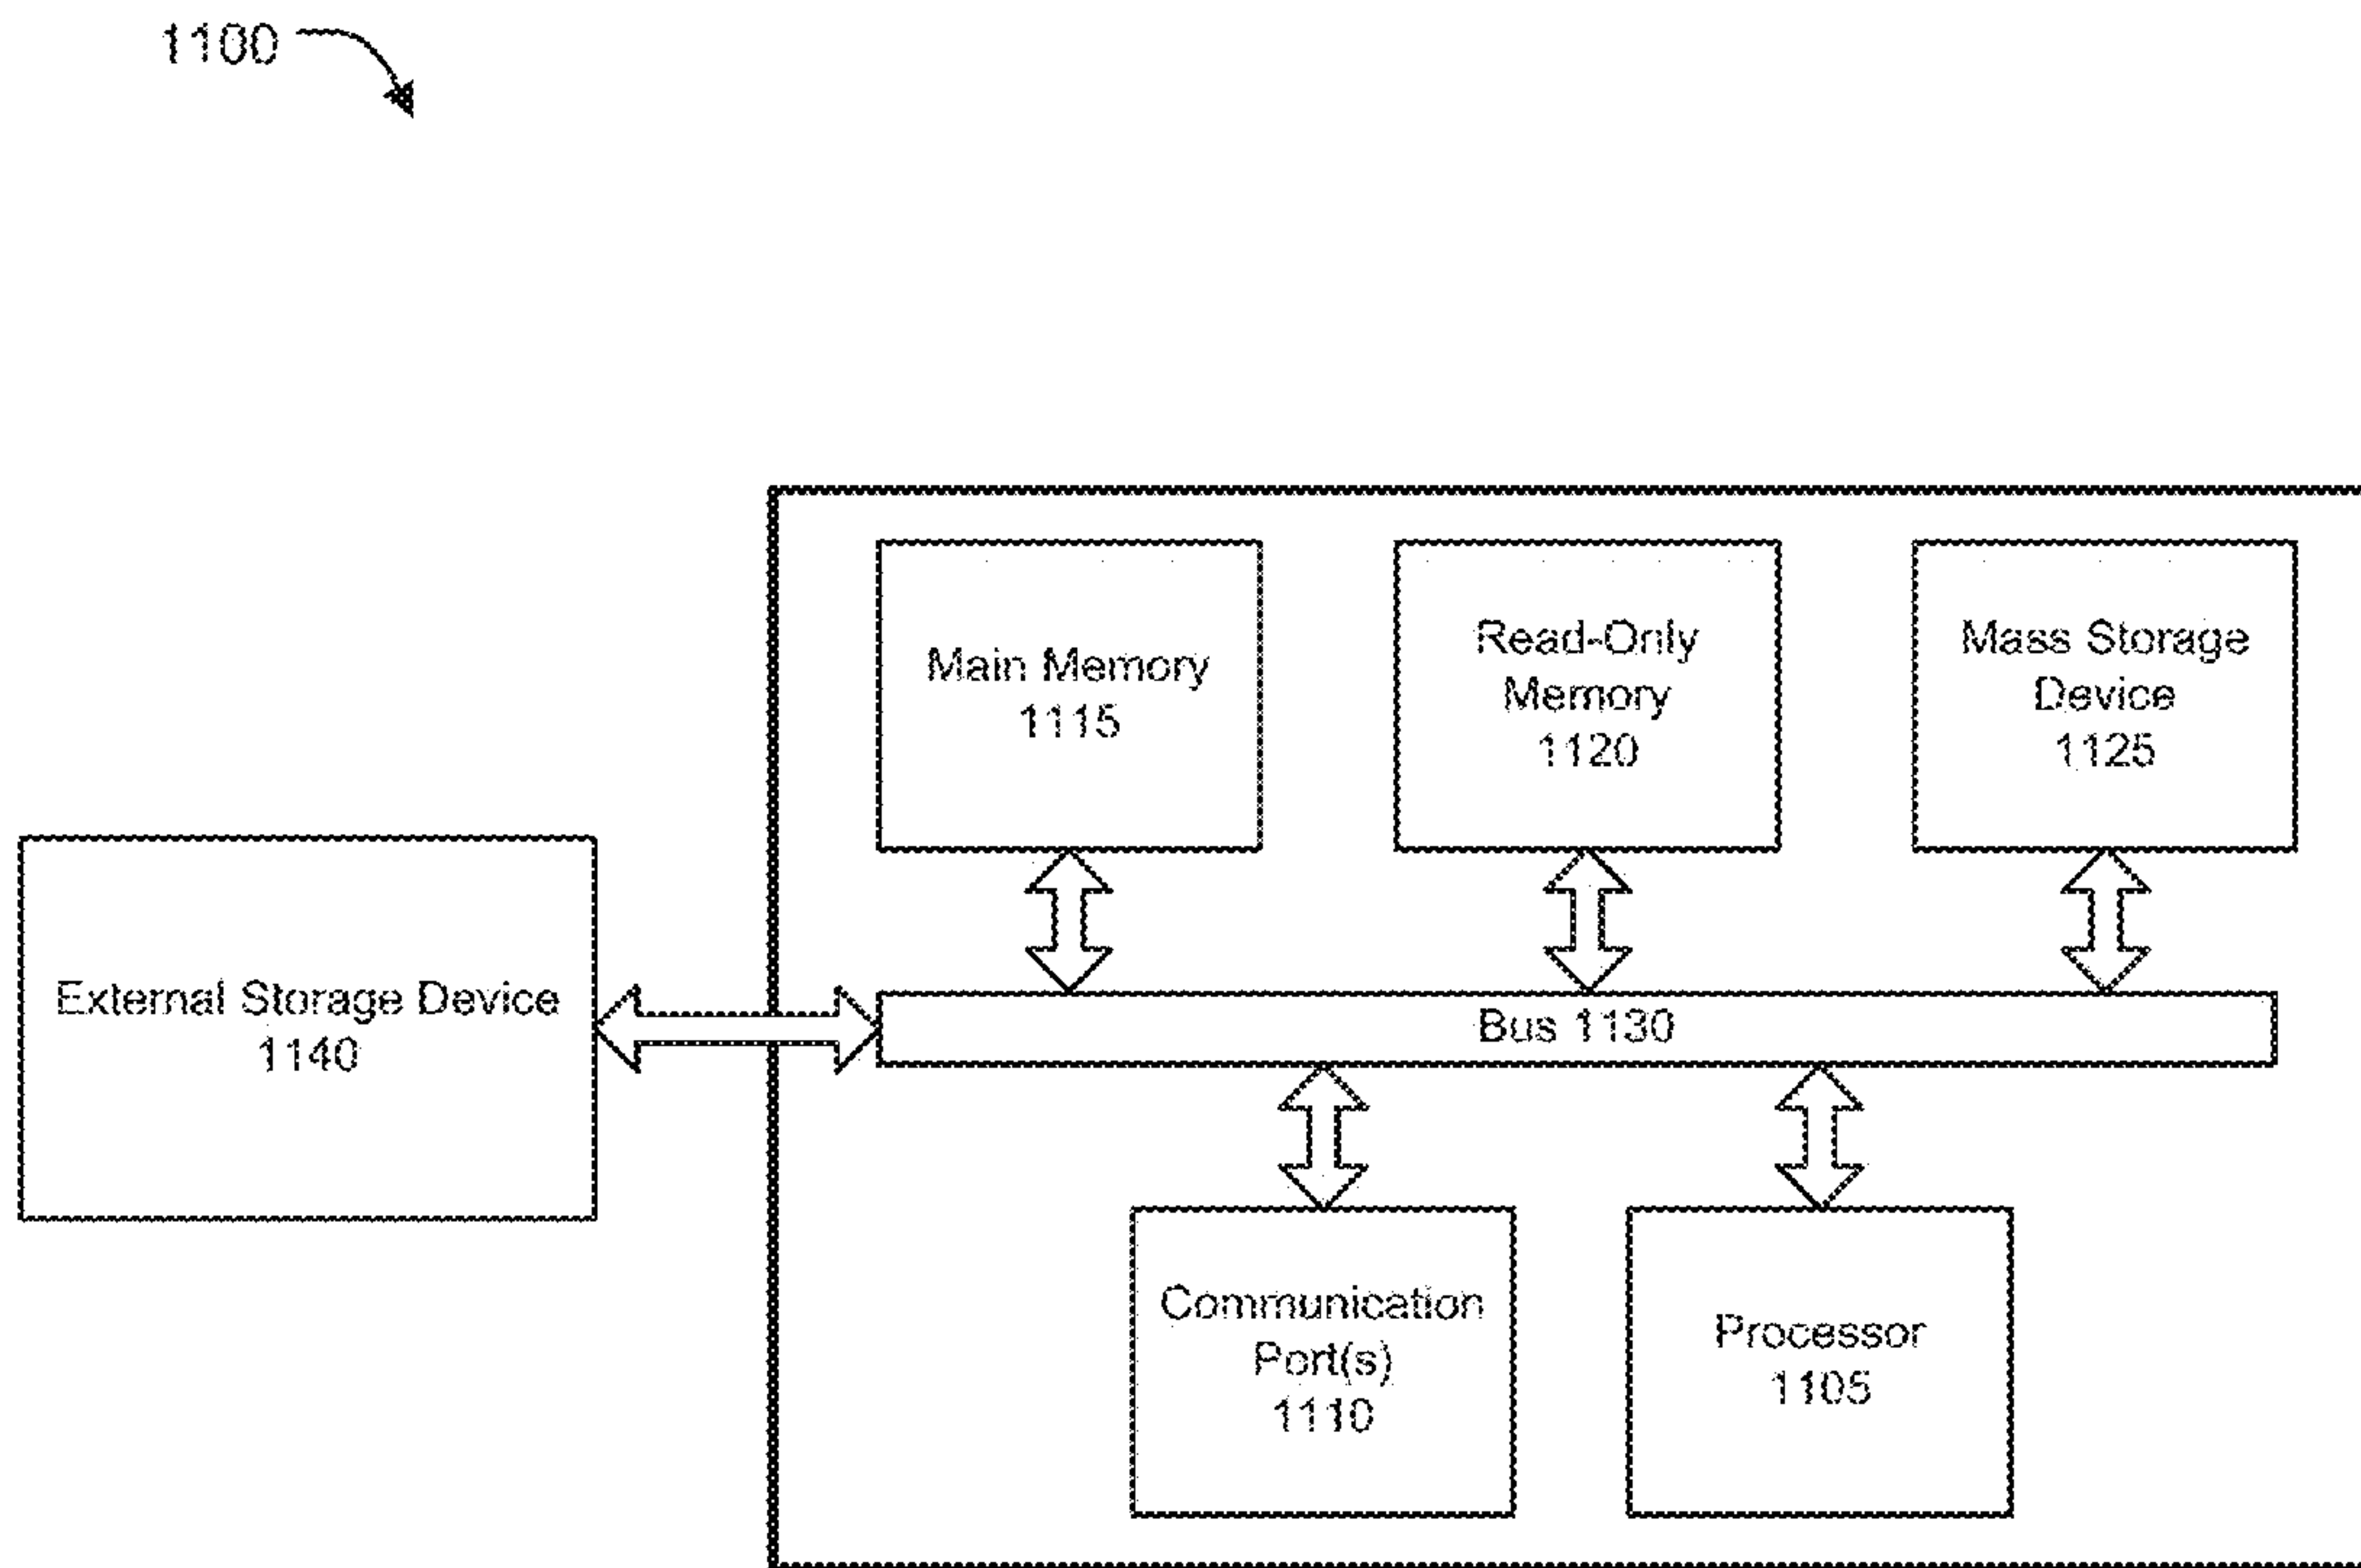 1100
Main Memory
1115
Read-Only
Memory
1120
Mass Storage
Device
1125
External Storage Device
1140
Bus 1130
Communication
Port(s)
1110
Processor
1105